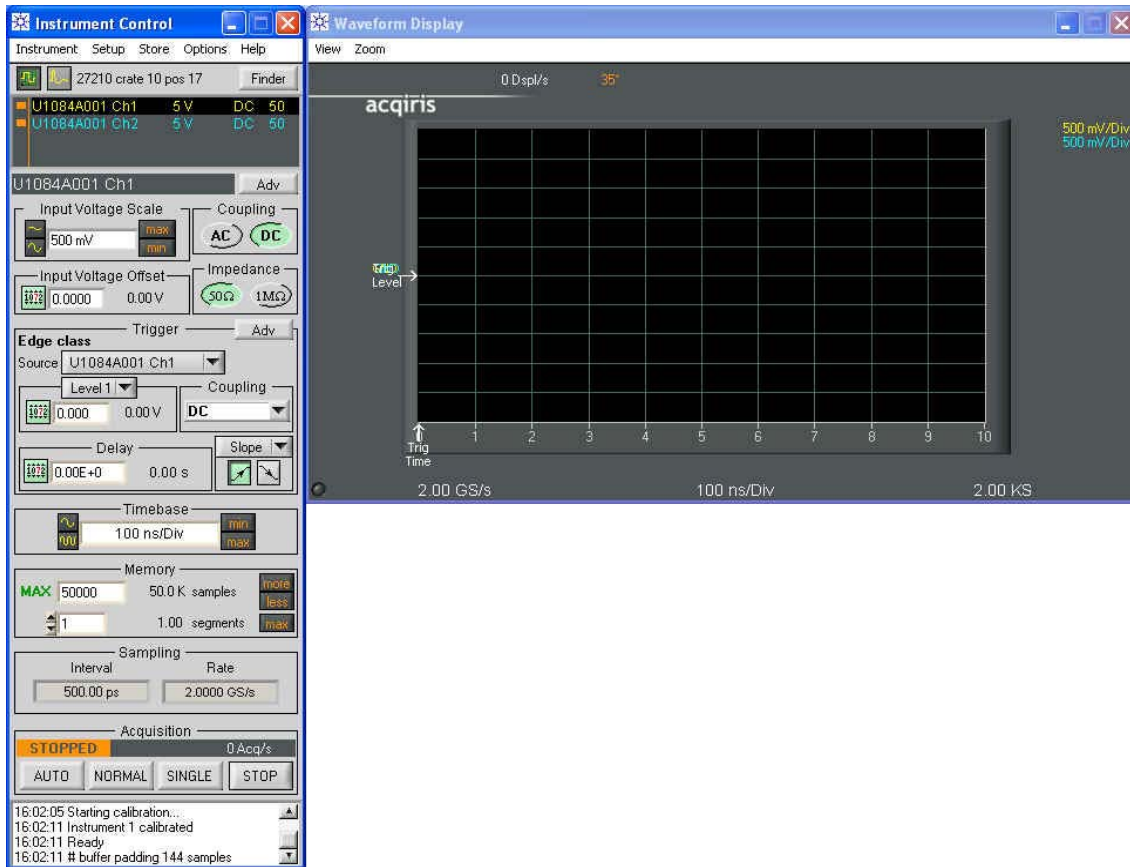 Instrument Control
Instrument Setup Store Options Help
27210 crate 10 pos 17 Finder
U1084A001 Ch1 5 V DC 50
U1084A001 Ch2 5 V DC 50
U1084A001 Ch1 Adv
Input Voltage Scale Coupling
500 mV max min AC DC
Input Voltage Offset Impedance
1072 0.0000 0.00 V 50Ω 1MΩ
Trigger Adv
Edge class
Source U1084A001 Ch1
Level 1 Coupling
1072 0.000 0.00 V DC
Delay Slope
1072 0.00E+0 0.00 s
Timebase
100 ns/Div min max
Memory
MAX 50000 50.0 K samples more less
1 1.00 segments max
Sampling
Interval Rate
500.00 ps 2.0000 GS/s
Acquisition
STOPPED 0 Acq/s
AUTO NORMAL SINGLE STOP
16:02:05 Starting calibration...
16:02:11 Instrument 1 calibrated
16:02:11 Ready
16:02:11 # buffer padding 144 samples
Waveform Display
View Zoom
0 Dspl/s 35°
acqiris
500 mV/Div
500 mV/Div
Level
1 2 3 4 5 6 7 8 9 10
Trig
Time
2.00 GS/s 100 ns/Div 2.00 KS